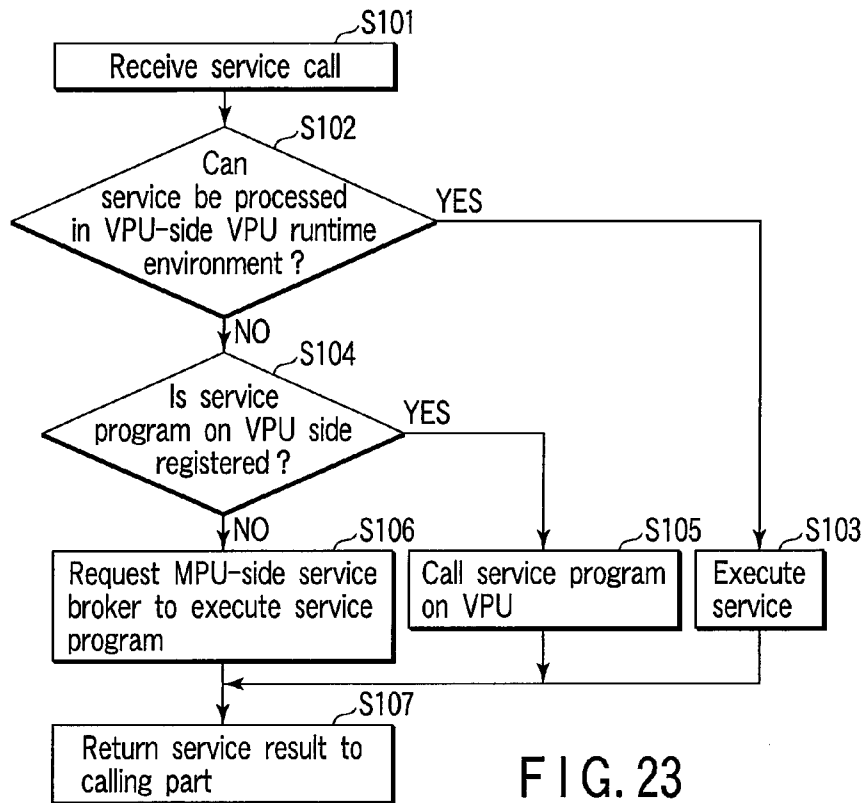 S101
Receive service call
S102
Can
service be processed
in VPU-side VPU runtime
environment?
YES
NO
S104
Is service
program on VPU side
registered?
YES
NO
S106
Request MPU-side service
broker to execute service
program
S105
Call service program
on VPU
S103
Execute
service
S107
Return service result to
calling part
FIG. 23